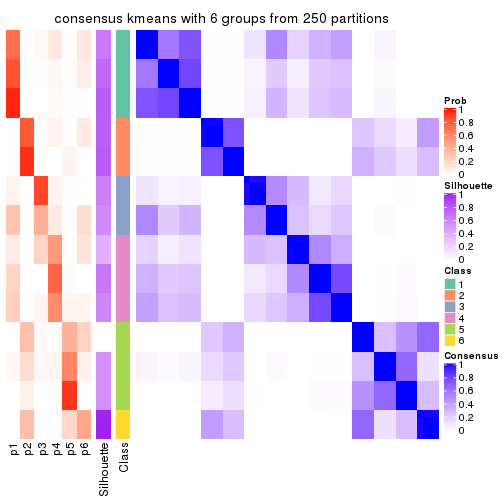 consensus kmeans with 6 groups from 250 partitions
Prob
1
0.8
0.6
0.4
0.2
0
Silhouette
1
0.8
0.6
0.4
0.2
0
Class
1
2
3
4
5
6
Consensus
1
0.8
0.6
0.4
0.2
0
p1
p2
p3
p4
p5
p6
Silhouette
Class